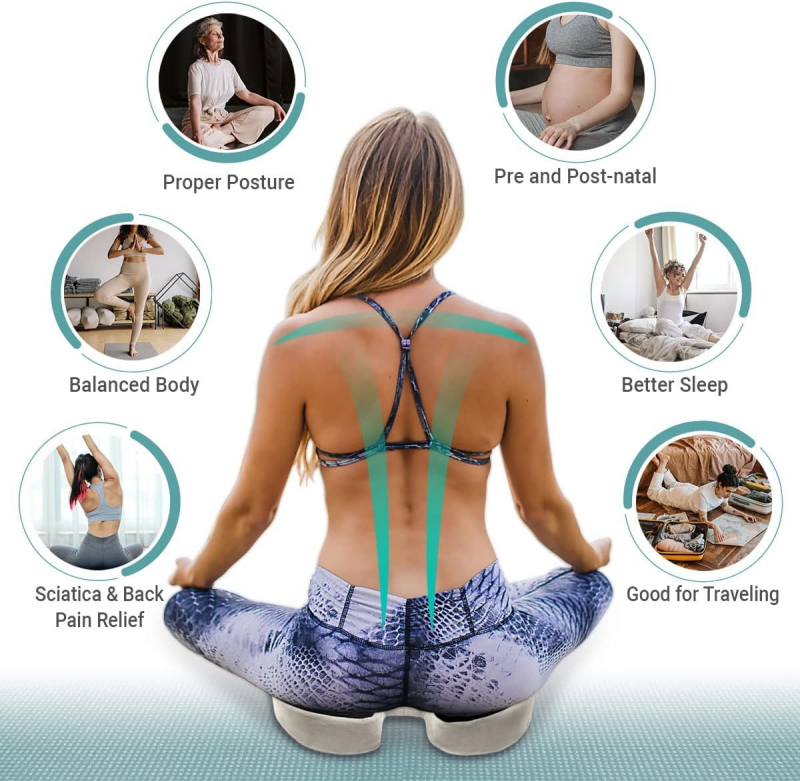 Proper Posture
Pre and Post-natal
Balanced Body
Better Sleep
Sciatica & Back
Pain Relief
Good for Traveling